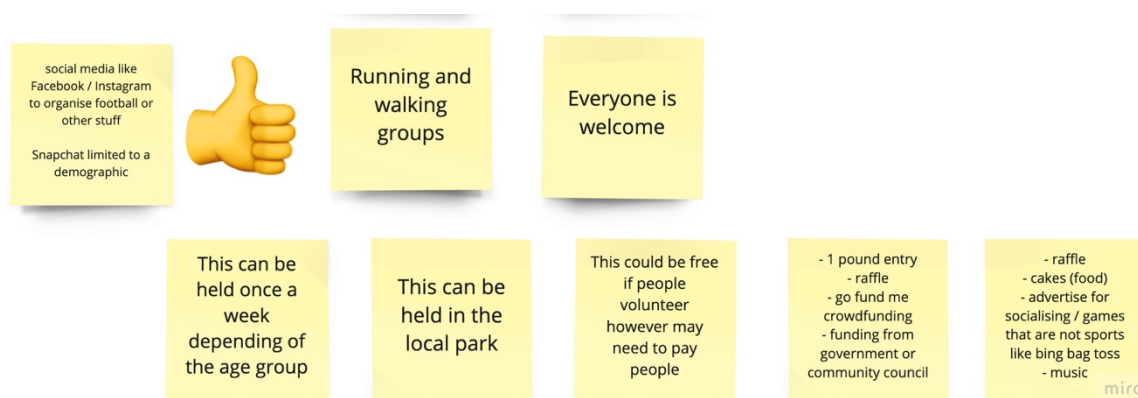 social media like
Facebook / Instagram
to organise football or
other stuff
Snapchat limited to a
demographic
Running and
walking
groups
Everyone is
welcome
This can be
held once a
week
depending of
the age group
This can be
held in the
local park
This could be free
if people
volunteer
however may
need to pay
people
- 1 pound entry
- raffle
- go fund me
crowdfunding
- funding from
government or
community council
- raffle
- cakes (food)
- advertise for
socialising / games
that are not sports
like bing bag toss
- music